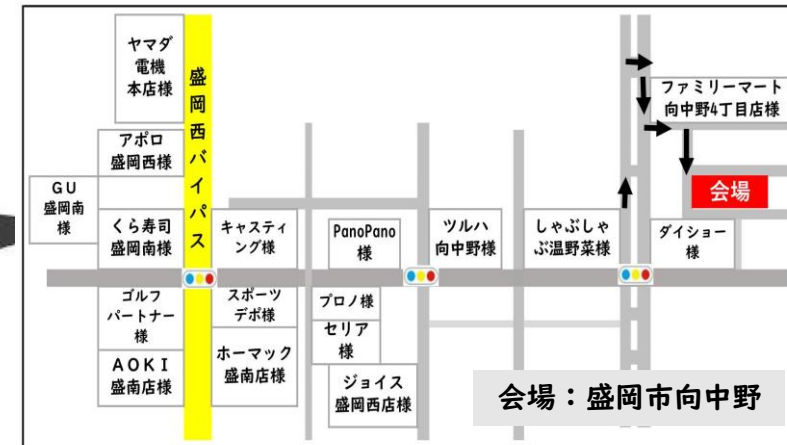 ヤマダ
電機
本店様
盛岡西バイパス
アポロ
盛岡西様
GU
盛岡南
様
くら寿司
盛岡南様
キャスティ
ング様
PanoPano
様
ツルハ
向中野様
しゃぶしゃ
ぶ温野菜様
ファミリーマート
向中野4丁目店様
会場
ダイショー
様
ゴルフ
パートナー
様
AOKI
盛南店様
スポーツ
デポ様
ホーマック
盛南店様
プロノ様
セリア
様
ジョイス
盛岡西店様
会場：盛岡市向中野